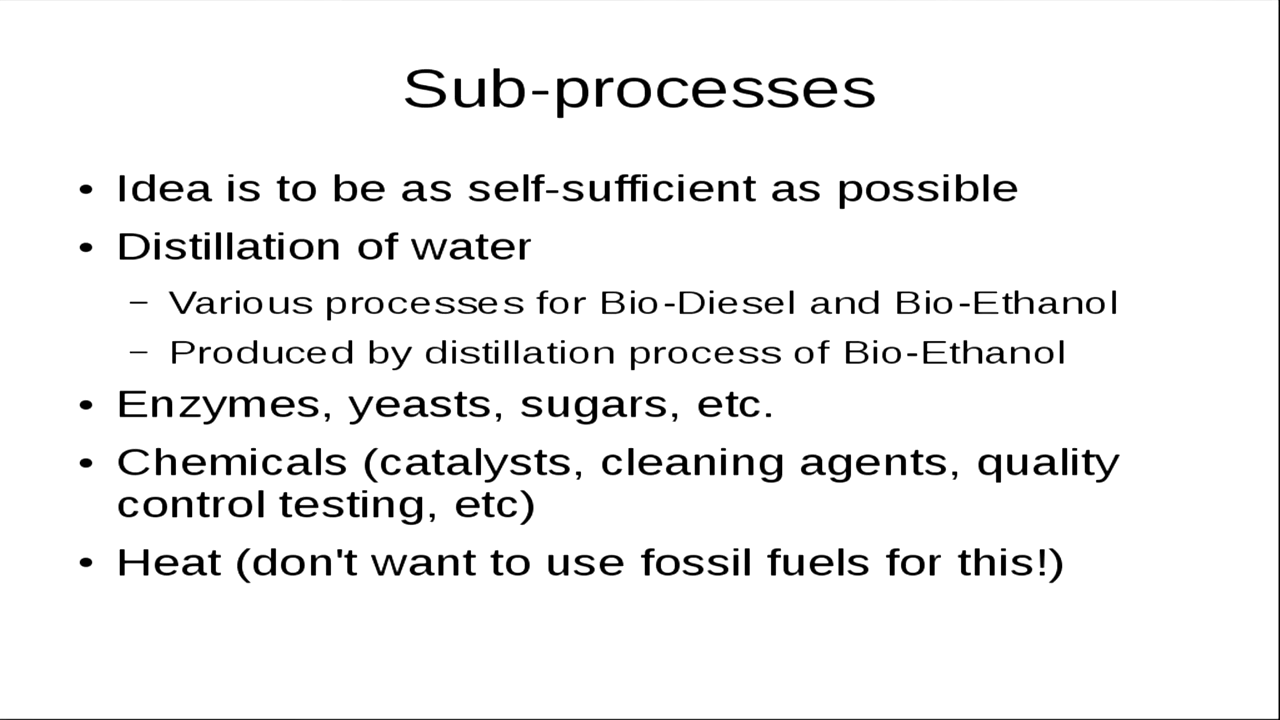 Sub-processes
• Idea is to be as self-sufficient as possible
• Distillation of water
– Various processes for Bio-Diesel and Bio-Ethanol
– Produced by distillation process of Bio-Ethanol
• Enzymes, yeasts, sugars, etc.
• Chemicals (catalysts, cleaning agents, quality
control testing, etc)
• Heat (don't want to use fossil fuels for this!)